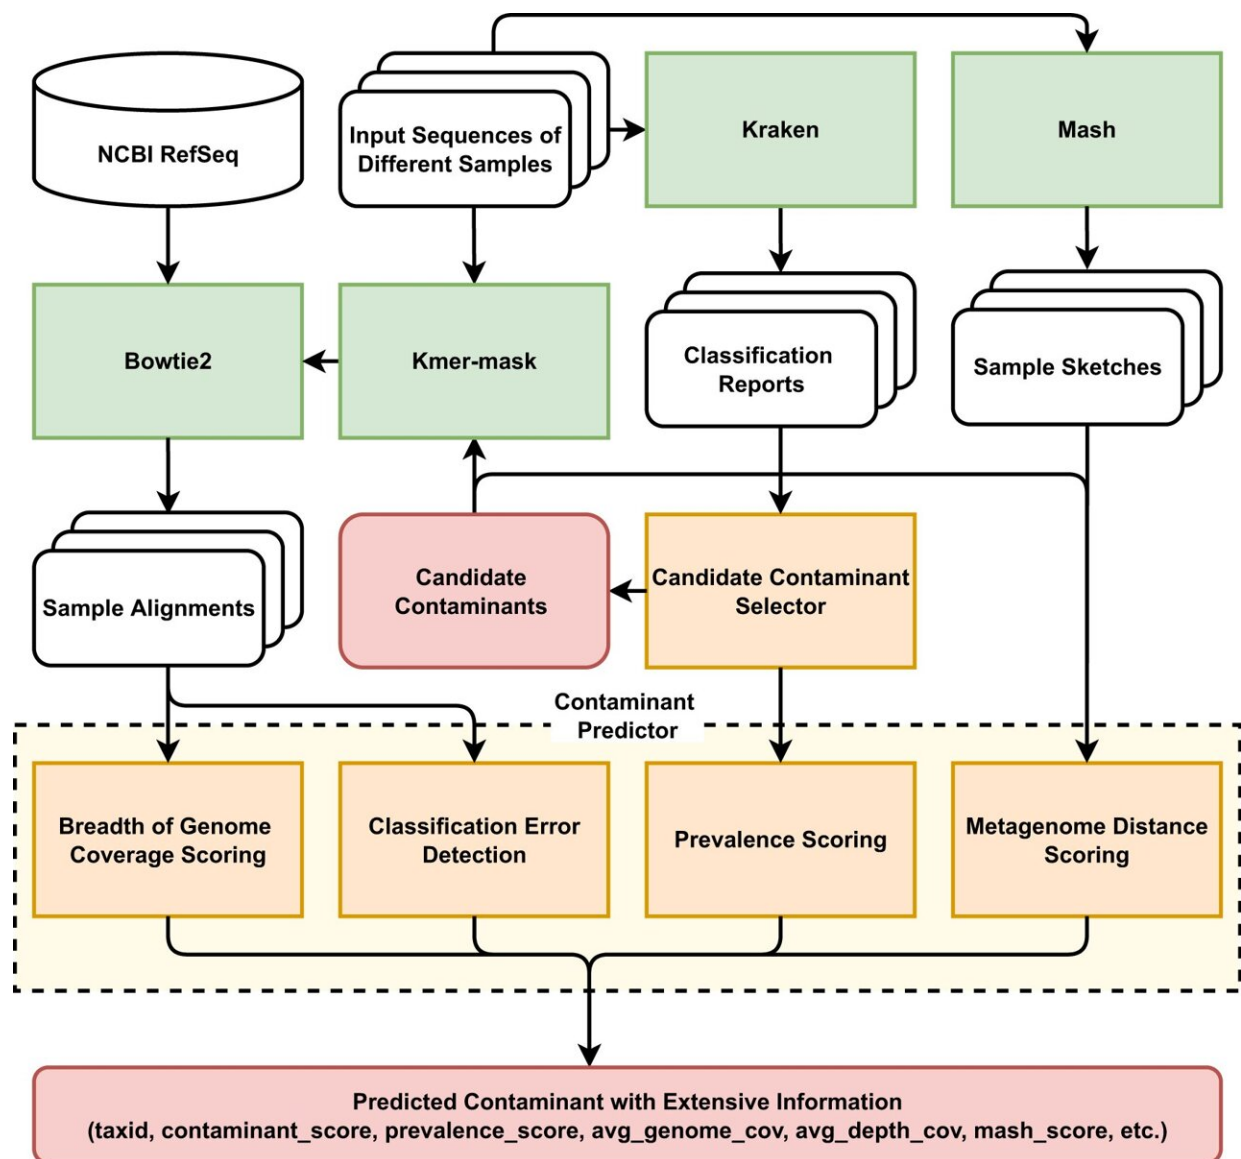 NCBI RefSeq
Input Sequences of
Different Samples
Kraken
Mash
Bowtie2
Kmer-mask
Classification
Reports
Sample Sketches
Sample Alignments
Candidate
Contaminants
Candidate Contaminant
Selector
Contaminant
Predictor
Breadth of Genome
Coverage Scoring
Classification Error
Detection
Prevalence Scoring
Metagenome Distance
Scoring
Predicted Contaminant with Extensive Information
(taxid, contaminant_score, prevalence_score, avg_genome_cov, avg_depth_cov, mash_score, etc.)